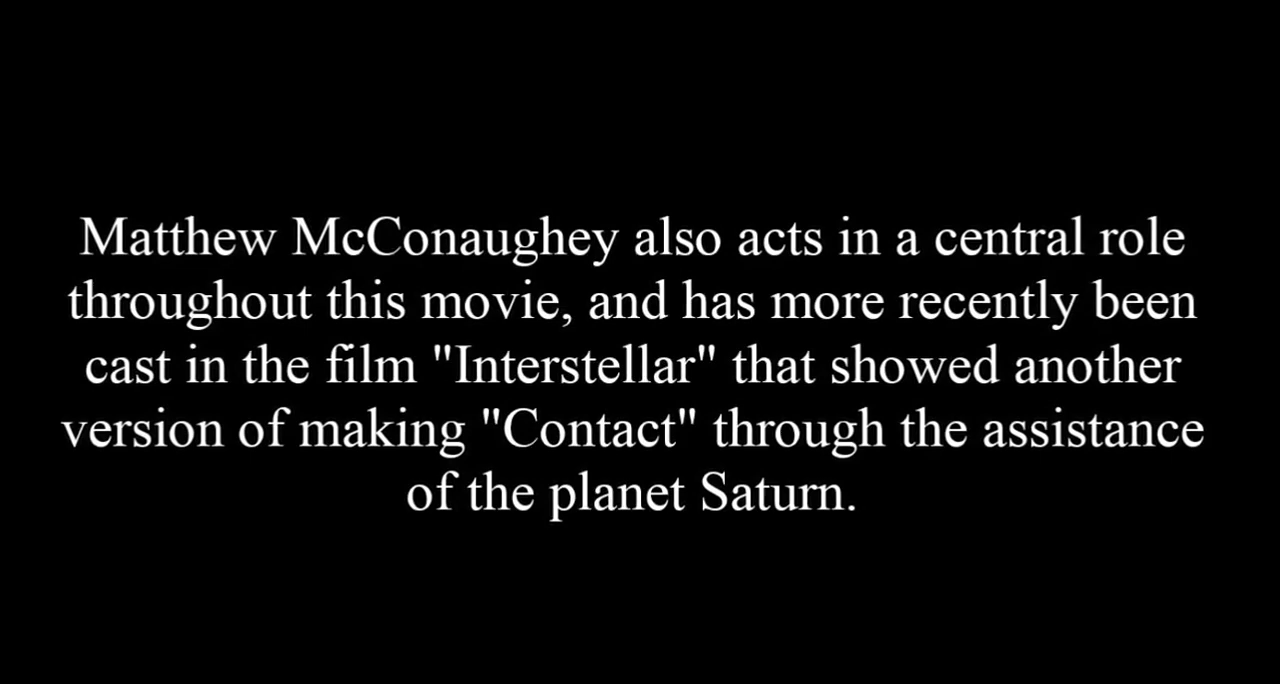 Matthew McConaughey also acts in a central role
throughout this movie, and has more recently been
cast in the film "Interstellar" that showed another
version of making "Contact" through the assistance
of the planet Saturn.